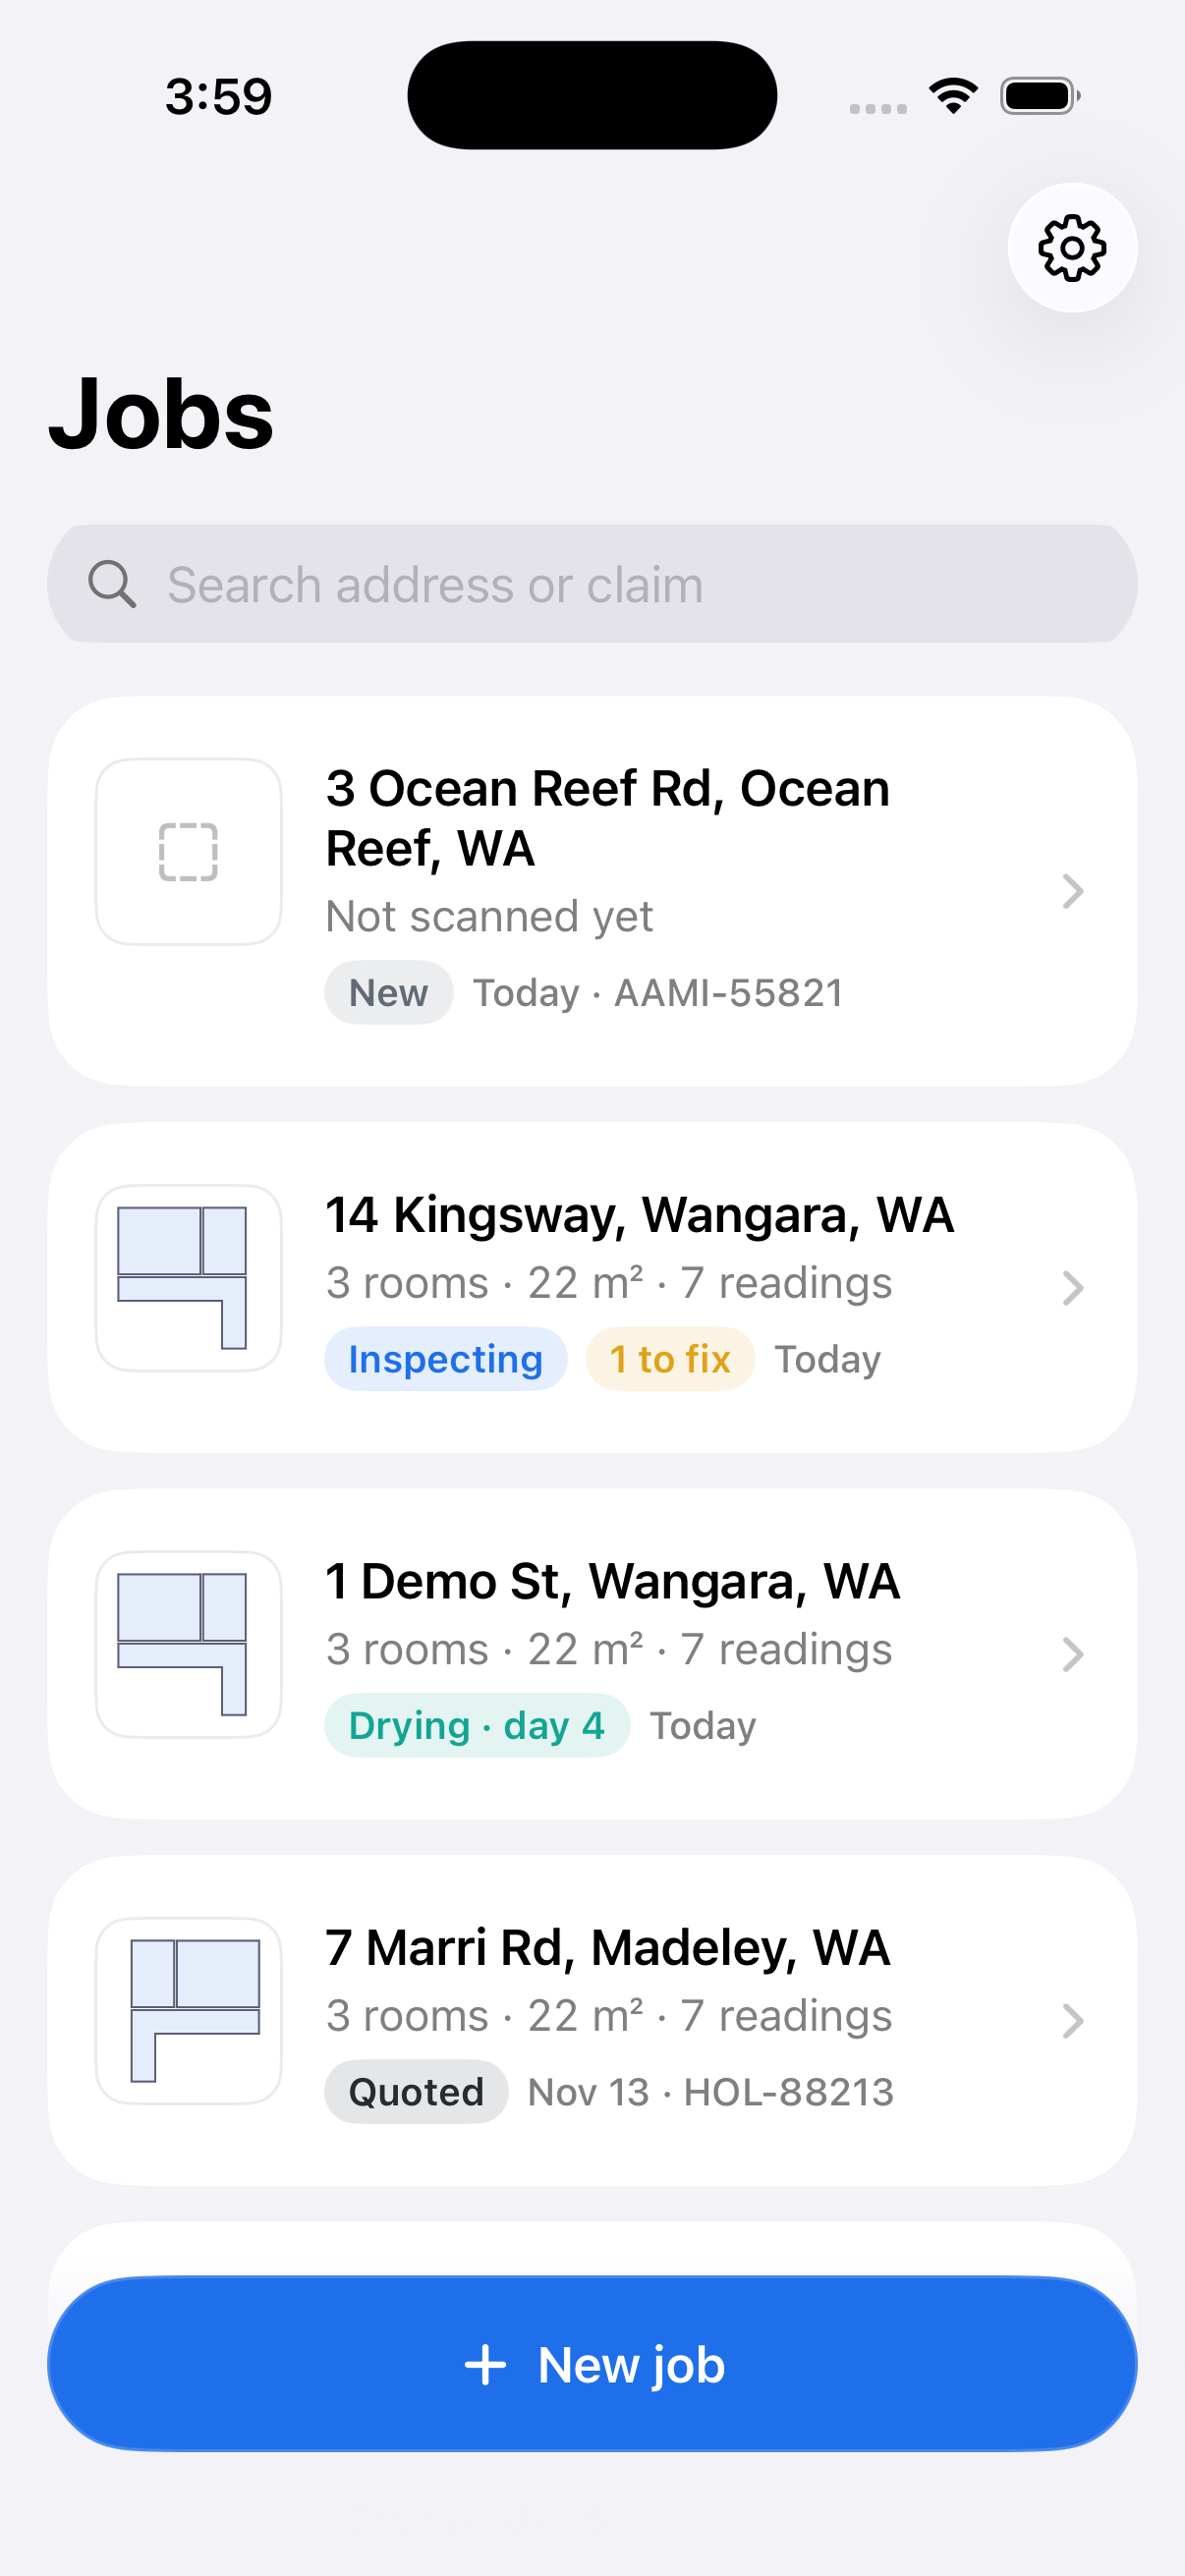 3:59
Jobs
Search address or claim
3 Ocean Reef Rd, Ocean
Reef, WA
Not scanned yet
New Today · AAMI-55821
14 Kingsway, Wangara, WA
3 rooms · 22 m² · 7 readings
Inspecting 1 to fix Today
1 Demo St, Wangara, WA
3 rooms · 22 m² · 7 readings
Drying · day 4 Today
7 Marri Rd, Madeley, WA
3 rooms · 22 m² · 7 readings
Quoted Nov 13 · HOL-88213
+ New job